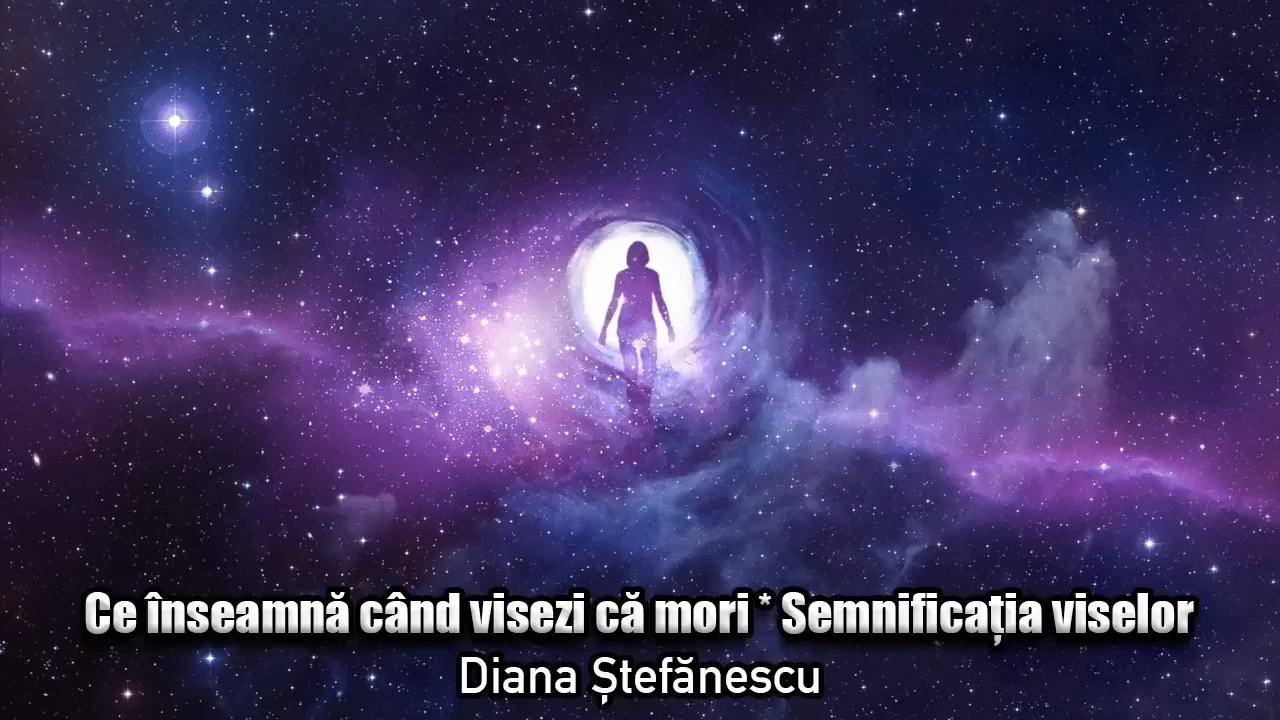 Ce înseamnă când visezi că mori * Semnificația viselor
Diana Ștefănescu